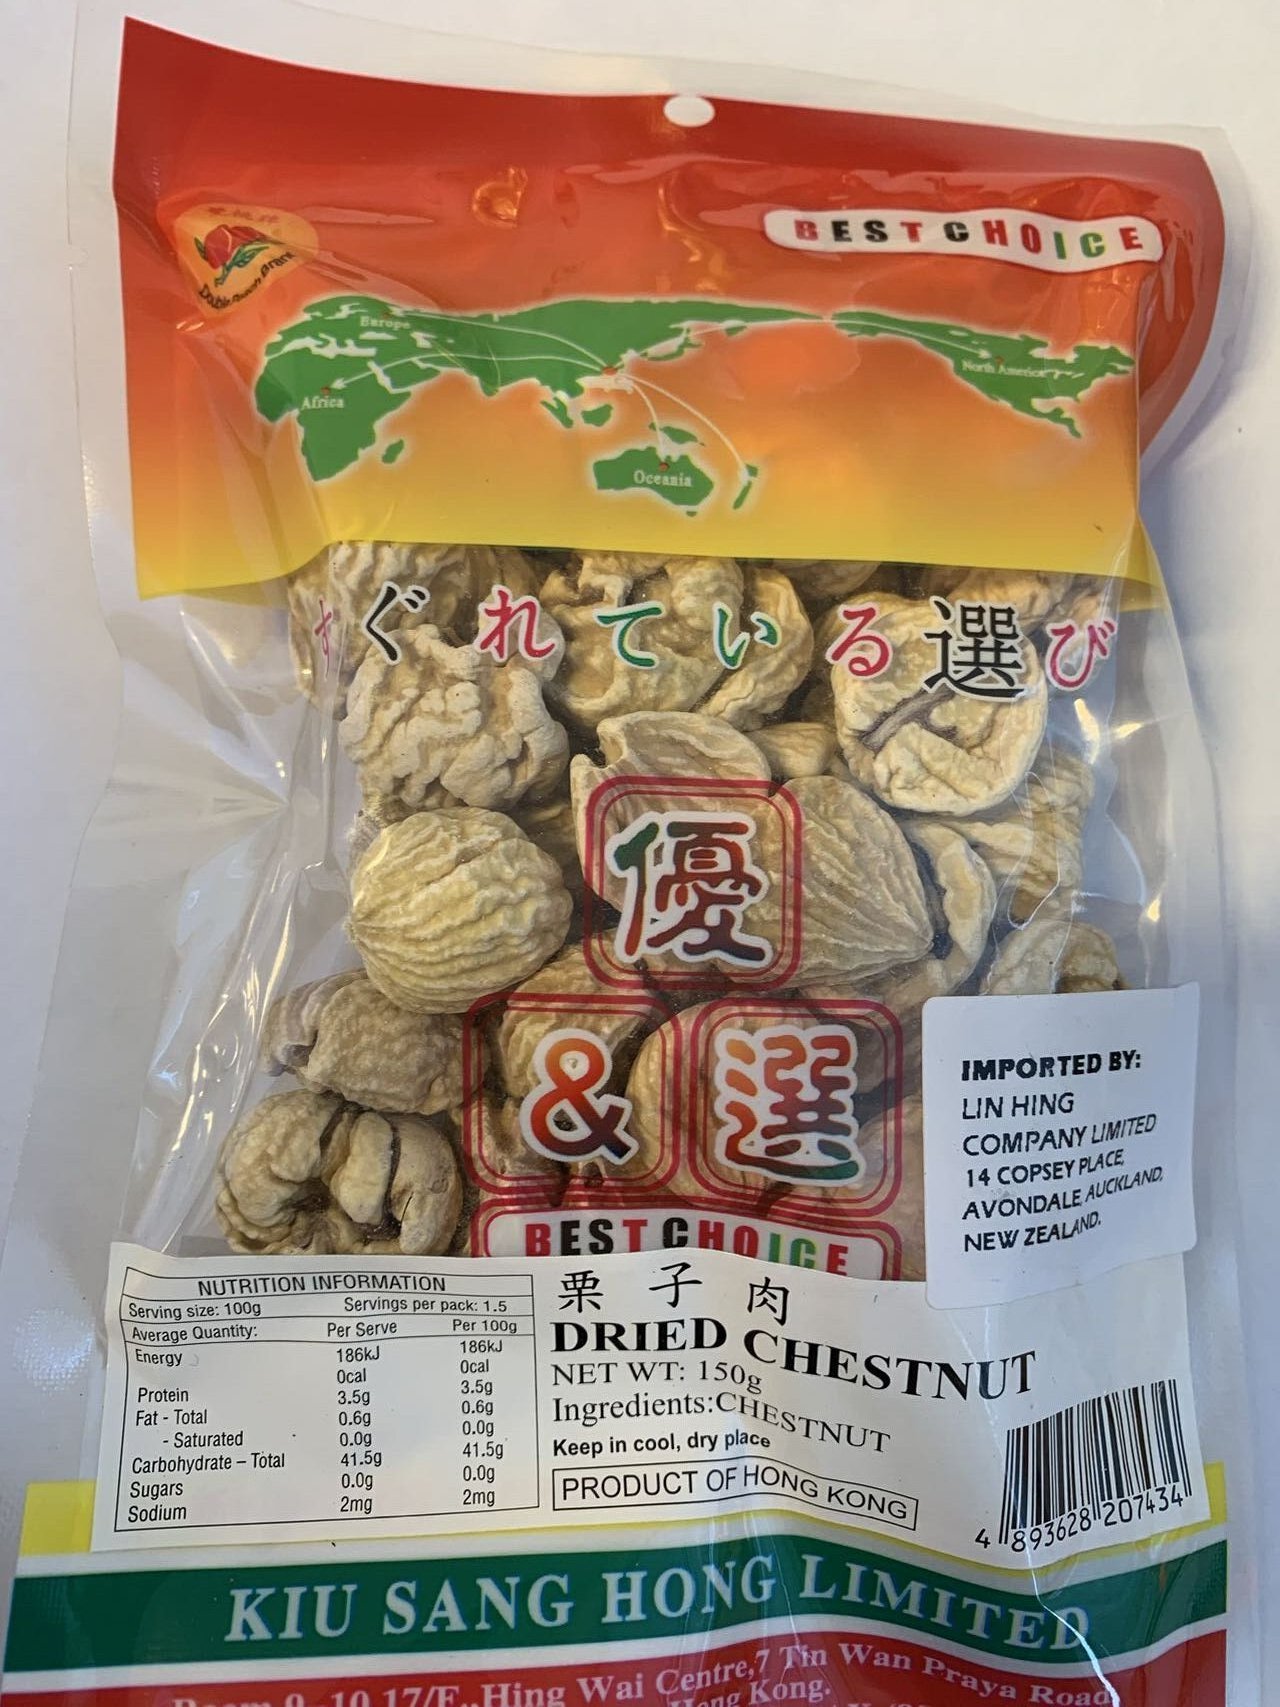 BEST CHOICE
Europe
North America
Africa
Oceania
すぐれている選び
優
&選
BEST CHOICE
IMPORTED BY:
LIN HING
COMPANY LIMITED
14 COPSEY PLACE,
AVONDALE, AUCKLAND,
NEW ZEALAND.
NUTRITION INFORMATION
Serving size: 100g Servings per pack: 1.5
Average Quantity: Per Serve Per 100g
Energy 186kJ 186kJ
0cal 0cal
Protein 3.5g 3.5g
Fat - Total 0.6g 0.6g
- Saturated 0.0g 0.0g
Carbohydrate – Total 41.5g 41.5g
Sugars 0.0g 0.0g
Sodium 2mg 2mg
栗子肉
DRIED CHESTNUT
NET WT: 150g
Ingredients:CHESTNUT
Keep in cool, dry place
PRODUCT OF HONG KONG
4 893628 207434
KIU SANG HONG LIMITED
10 17/F., Hing Wai Centre,7 Tin Wan Praya Road
Hong Kong.